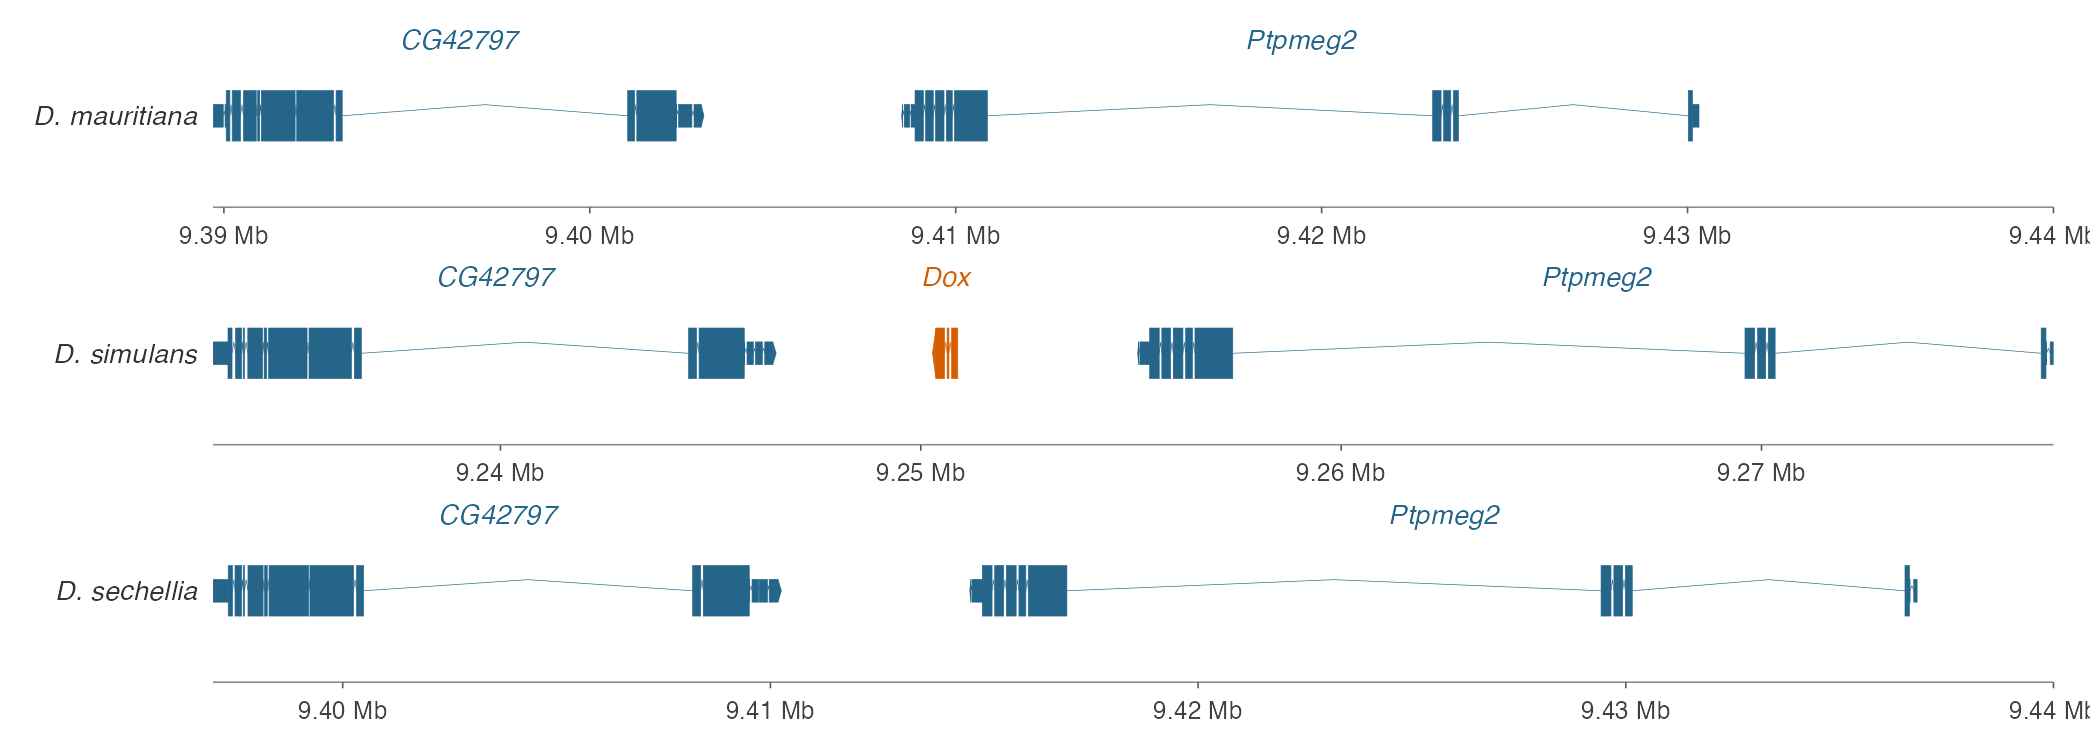 CG42797 Ptpmeg2
D. mauritiana
9.39 Mb 9.40 Mb 9.41 Mb 9.42 Mb 9.43 Mb 9.44 Mb
CG42797 Dox Ptpmeg2
D. simulans
9.24 Mb 9.25 Mb 9.26 Mb 9.27 Mb
CG42797 Ptpmeg2
D. sechellia
9.40 Mb 9.41 Mb 9.42 Mb 9.43 Mb 9.44 Mb